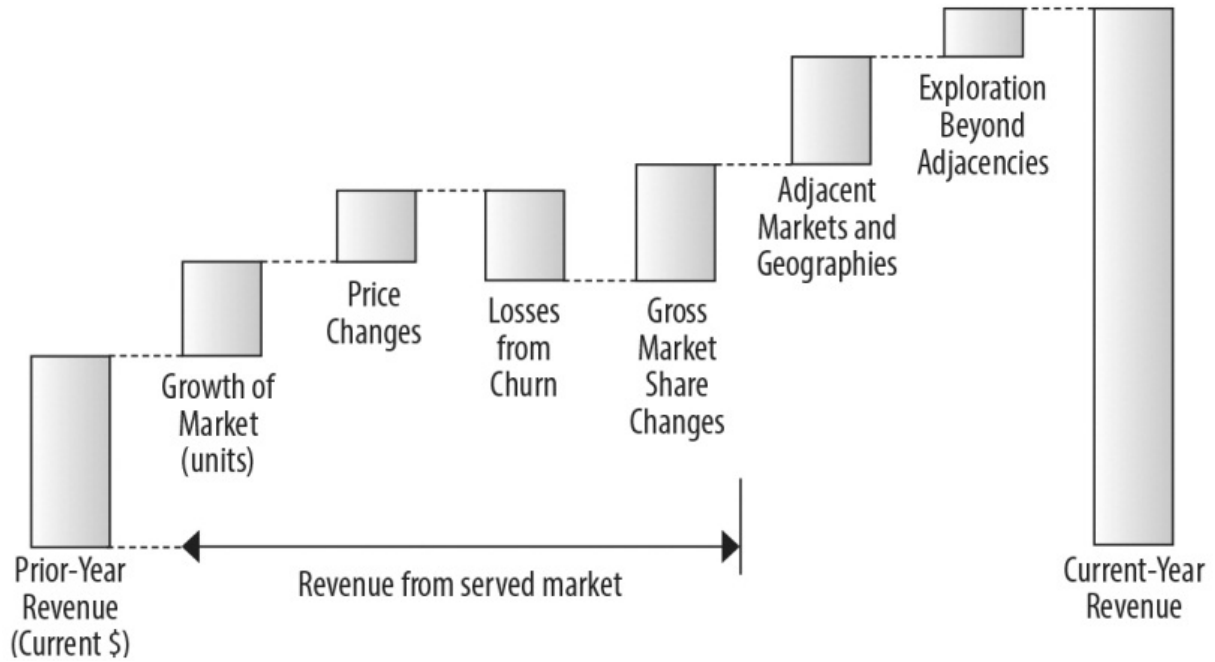 Prior-Year
Revenue
(Current $)
Growth of
Market
(units)
Price
Changes
Losses
from
Churn
Gross
Market
Share
Changes
Adjacent
Markets and
Geographies
Exploration
Beyond
Adjacencies
Current-Year
Revenue
Revenue from served market